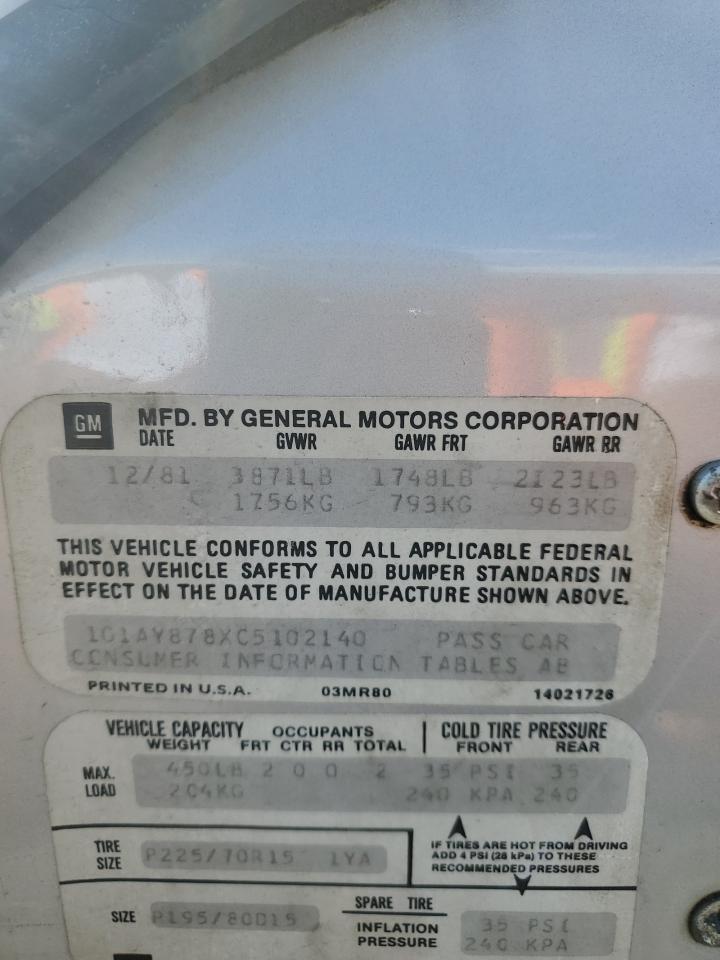 GM MFD. BY GENERAL MOTORS CORPORATION
DATE GVWR GAWR FRT GAWR RR
12/81 3871LB 1748LB 2123LB
1756KG 793KG 963KG
THIS VEHICLE CONFORMS TO ALL APPLICABLE FEDERAL
MOTOR VEHICLE SAFETY AND BUMPER STANDARDS IN
EFFECT ON THE DATE OF MANUFACTURE SHOWN ABOVE.
1G1AY878XC5102140 PASS CAR
CONSUMER INFORMATION TABLES AB
PRINTED IN U.S.A. 03MR80 14021726
VEHICLE CAPACITY OCCUPANTS COLD TIRE PRESSURE
WEIGHT FRT CTR RR TOTAL FRONT REAR
MAX. LOAD 450LB 2 0 0 2 35 PSI 35
204KG 240 KPA 240
IF TIRES ARE HOT FROM DRIVING
ADD 4 PSI (28 kPa) TO THESE
RECOMMENDED PRESSURES
TIRE SIZE P225/70R15 1YA
SPARE TIRE
SIZE P195/80D15 INFLATION PRESSURE 35 PSI
240 KPA